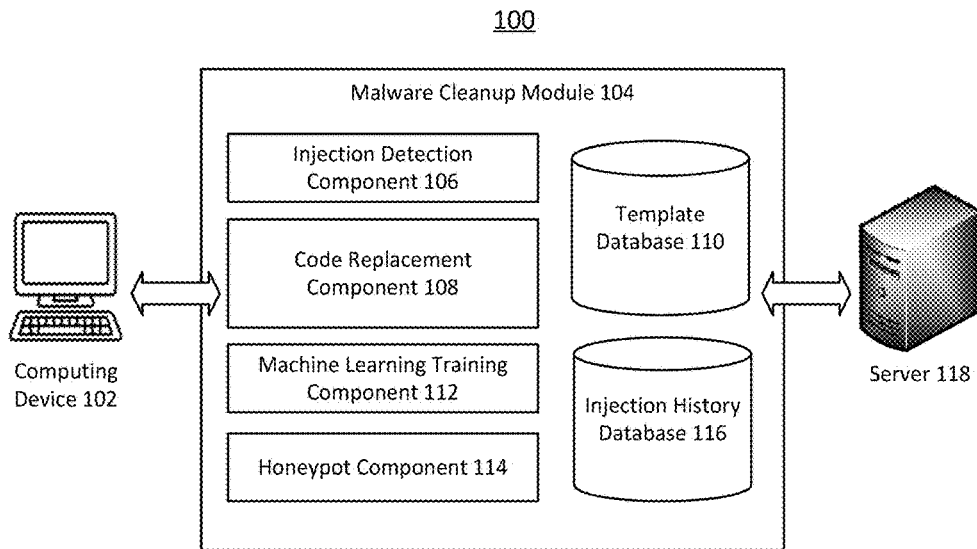 100
Malware Cleanup Module 104
Injection Detection
Component 106
Code Replacement
Component 108
Machine Learning Training
Component 112
Honeypot Component 114
Template
Database 110
Injection History
Database 116
Computing
Device 102
Server 118